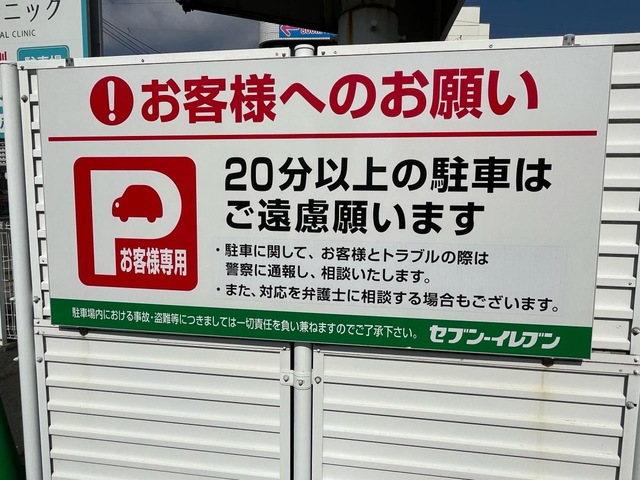 ニック
AL CLINIC
駐車場
! お客様へのお願い
P
お客様専用
20分以上の駐車は
ご遠慮願います
・駐車に関して、お客様とトラブルの際は
警察に通報し、相談いたします。
・また、対応を弁護士に相談する場合もございます。
駐車場内における事故・盗難等につきましては一切責任を負い兼ねますのでご了承下さい。
セブン-イレブン